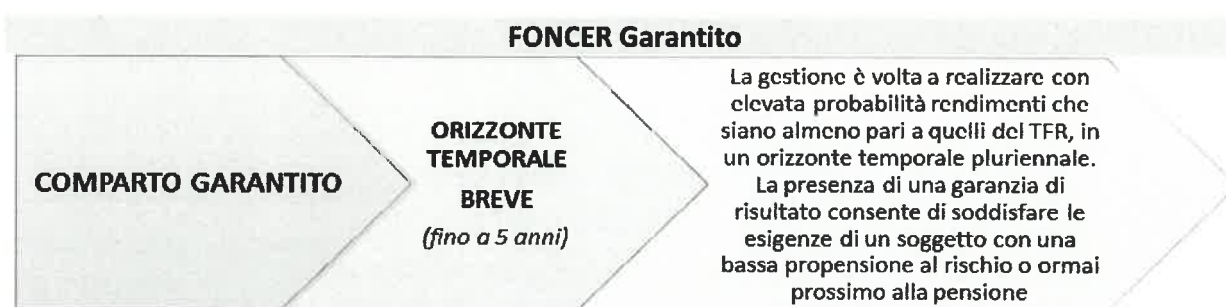 FONCER Garantito
COMPARTO GARANTITO
ORIZZONTE
TEMPORALE
BREVE
(fino a 5 anni)
La gestione è volta a realizzare con
elevata probabilità rendimenti che
siano almeno pari a quelli del TFR, in
un orizzonte temporale pluriennale.
La presenza di una garanzia di
risultato consente di soddisfare le
esigenze di un soggetto con una
bassa propensione al rischio o ormai
prossimo alla pensione